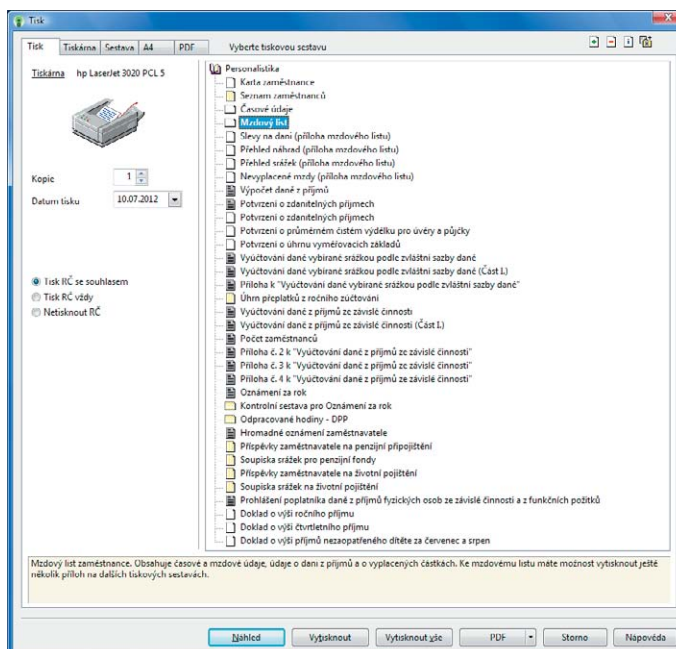 Tisk
Tisk Tiskárna Sestava A4 PDF Vyberte tiskovou sestavu
Tiskárna hp LaserJet 3020 PCL 5
Kopie 1
Datum tisku 10.07.2012
Tisk RČ se souhlasem
Tisk RČ vždy
Netisknout RČ
Personalistika
Karta zaměstnance
Seznam zaměstnanců
Časové údaje
Mzdový list
Slevy na dani (příloha mzdového listu)
Přehled náhrad (příloha mzdového listu)
Přehled srážek (příloha mzdového listu)
Nevyplacené mzdy (příloha mzdového listu)
Výpočet daně z příjmů
Potvrzení o zdanitelných příjmech
Potvrzení o zdanitelných příjmech
Potvrzení o průměrném čistém výdělku pro úvěry a půjčky
Potvrzení o úhrnu vyměřovacích základů
Vyúčtování daně vybírané srážkou podle zvláštní sazby daně
Vyúčtování daně vybírané srážkou podle zvláštní sazby daně (Část I.)
Příloha k "Vyúčtování daně vybírané srážkou podle zvláštní sazby daně"
Úhrn přeplatků z ročního zúčtování
Vyúčtování daně z příjmů ze závislé činnosti
Vyúčtování daně z příjmů ze závislé činnosti (Část I.)
Počet zaměstnanců
Příloha č. 2 k "Vyúčtování daně z příjmů ze závislé činnosti"
Příloha č. 3 k "Vyúčtování daně z příjmů ze závislé činnosti"
Příloha č. 4 k "Vyúčtování daně z příjmů ze závislé činnosti"
Oznámení za rok
Kontrolní sestava pro Oznámení za rok
Odpracované hodiny - DPP
Hromadné oznámení zaměstnavatele
Příspěvky zaměstnavatele na penzijní připojištění
Soupiska srážek pro penzijní fondy
Příspěvky zaměstnavatele na životní pojištění
Soupiska srážek na životní pojištění
Prohlášení poplatníka daně z příjmů fyzických osob ze závislé činnosti a z funkčních požitků
Doklad o výši ročního příjmu
Doklad o výši čtvrtletního příjmu
Doklad o výši příjmů nezaopatřeného dítěte za červenec a srpen
Mzdový list zaměstnance. Obsahuje časové a mzdové údaje, údaje o dani z příjmů a o vyplacených částkách. Ke mzdovému listu máte možnost vytisknout ještě
několik příloh na dalších tiskových sestavách.
Náhled Vytisknout Vytisknout vše PDF Storno Nápověda